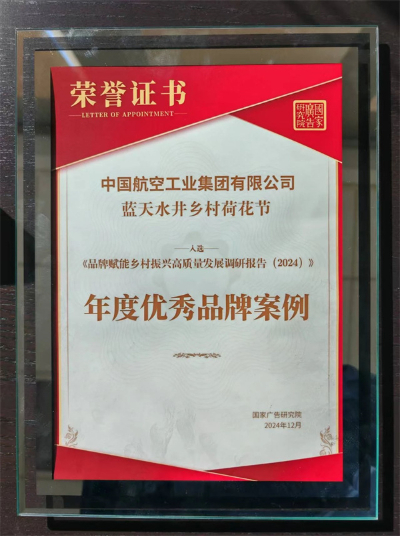 荣誉证书
LETTER OF APPOINTMENT
國家廣告研究院
中国航空工业集团有限公司
蓝天水井乡村荷花节
入选
《品牌赋能乡村振兴高质量发展调研报告（2024）》
年度优秀品牌案例
国家广告研究院
2024年12月